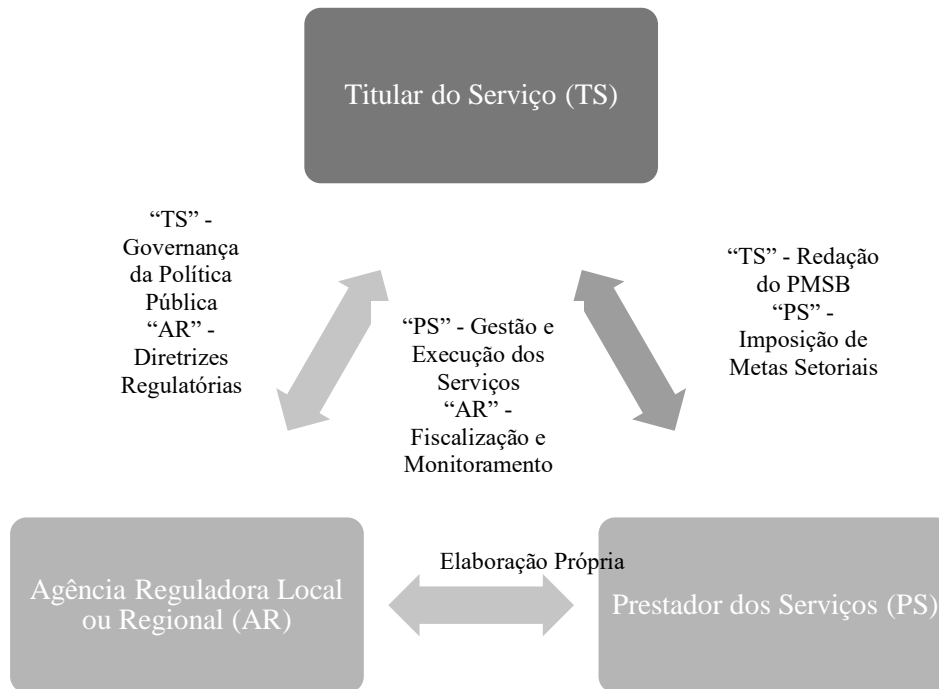 Titular do Serviço (TS)
“TS” -
Governança
da Política
Pública
“AR” -
Diretrizes
Regulatórias
“PS” - Gestão e
Execução dos
Serviços
“AR” -
Fiscalização e
Monitoramento
“TS” - Redação
do PMSB
“PS” -
Imposição de
Metas Setoriais
Agência Reguladora Local
ou Regional (AR)
Elaboração Própria
Prestador dos Serviços (PS)